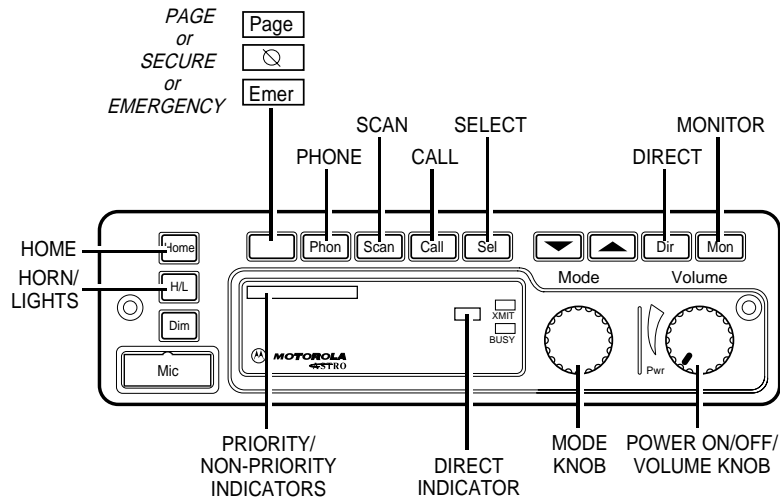 PAGE
or
SECURE
or
EMERGENCY
Page
Emer
SCAN
SELECT
MONITOR
PHONE
CALL
DIRECT
HOME
HORN/
LIGHTS
Home
Phon
Scan
Call
Sel
Dir
Mon
H/L
Dim
Mic
Mode
Volume
XMIT
BUSY
MOTOROLA
ASTRO
Pwr
PRIORITY/
NON-PRIORITY
INDICATORS
DIRECT
INDICATOR
MODE
KNOB
POWER ON/OFF/
VOLUME KNOB